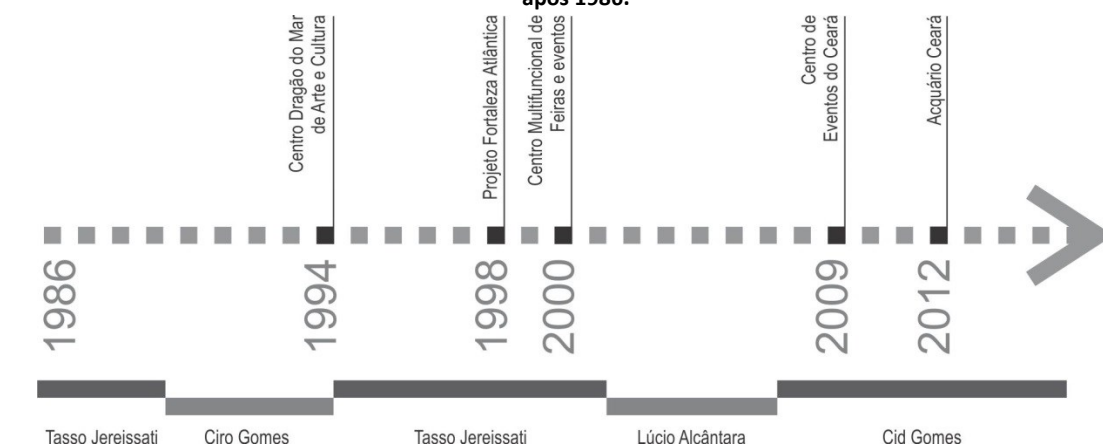 após 1986.
Centro Dragão do Mar
de Arte e Cultura
Projeto Fortaleza Atlântica
Centro Multifuncional de
Feiras e eventos
Centro de
Eventos do Ceará
Acquário Ceará
1986
1994
1998
2000
2009
2012
Tasso Jereissati
Ciro Gomes
Tasso Jereissati
Lúcio Alcântara
Cid Gomes